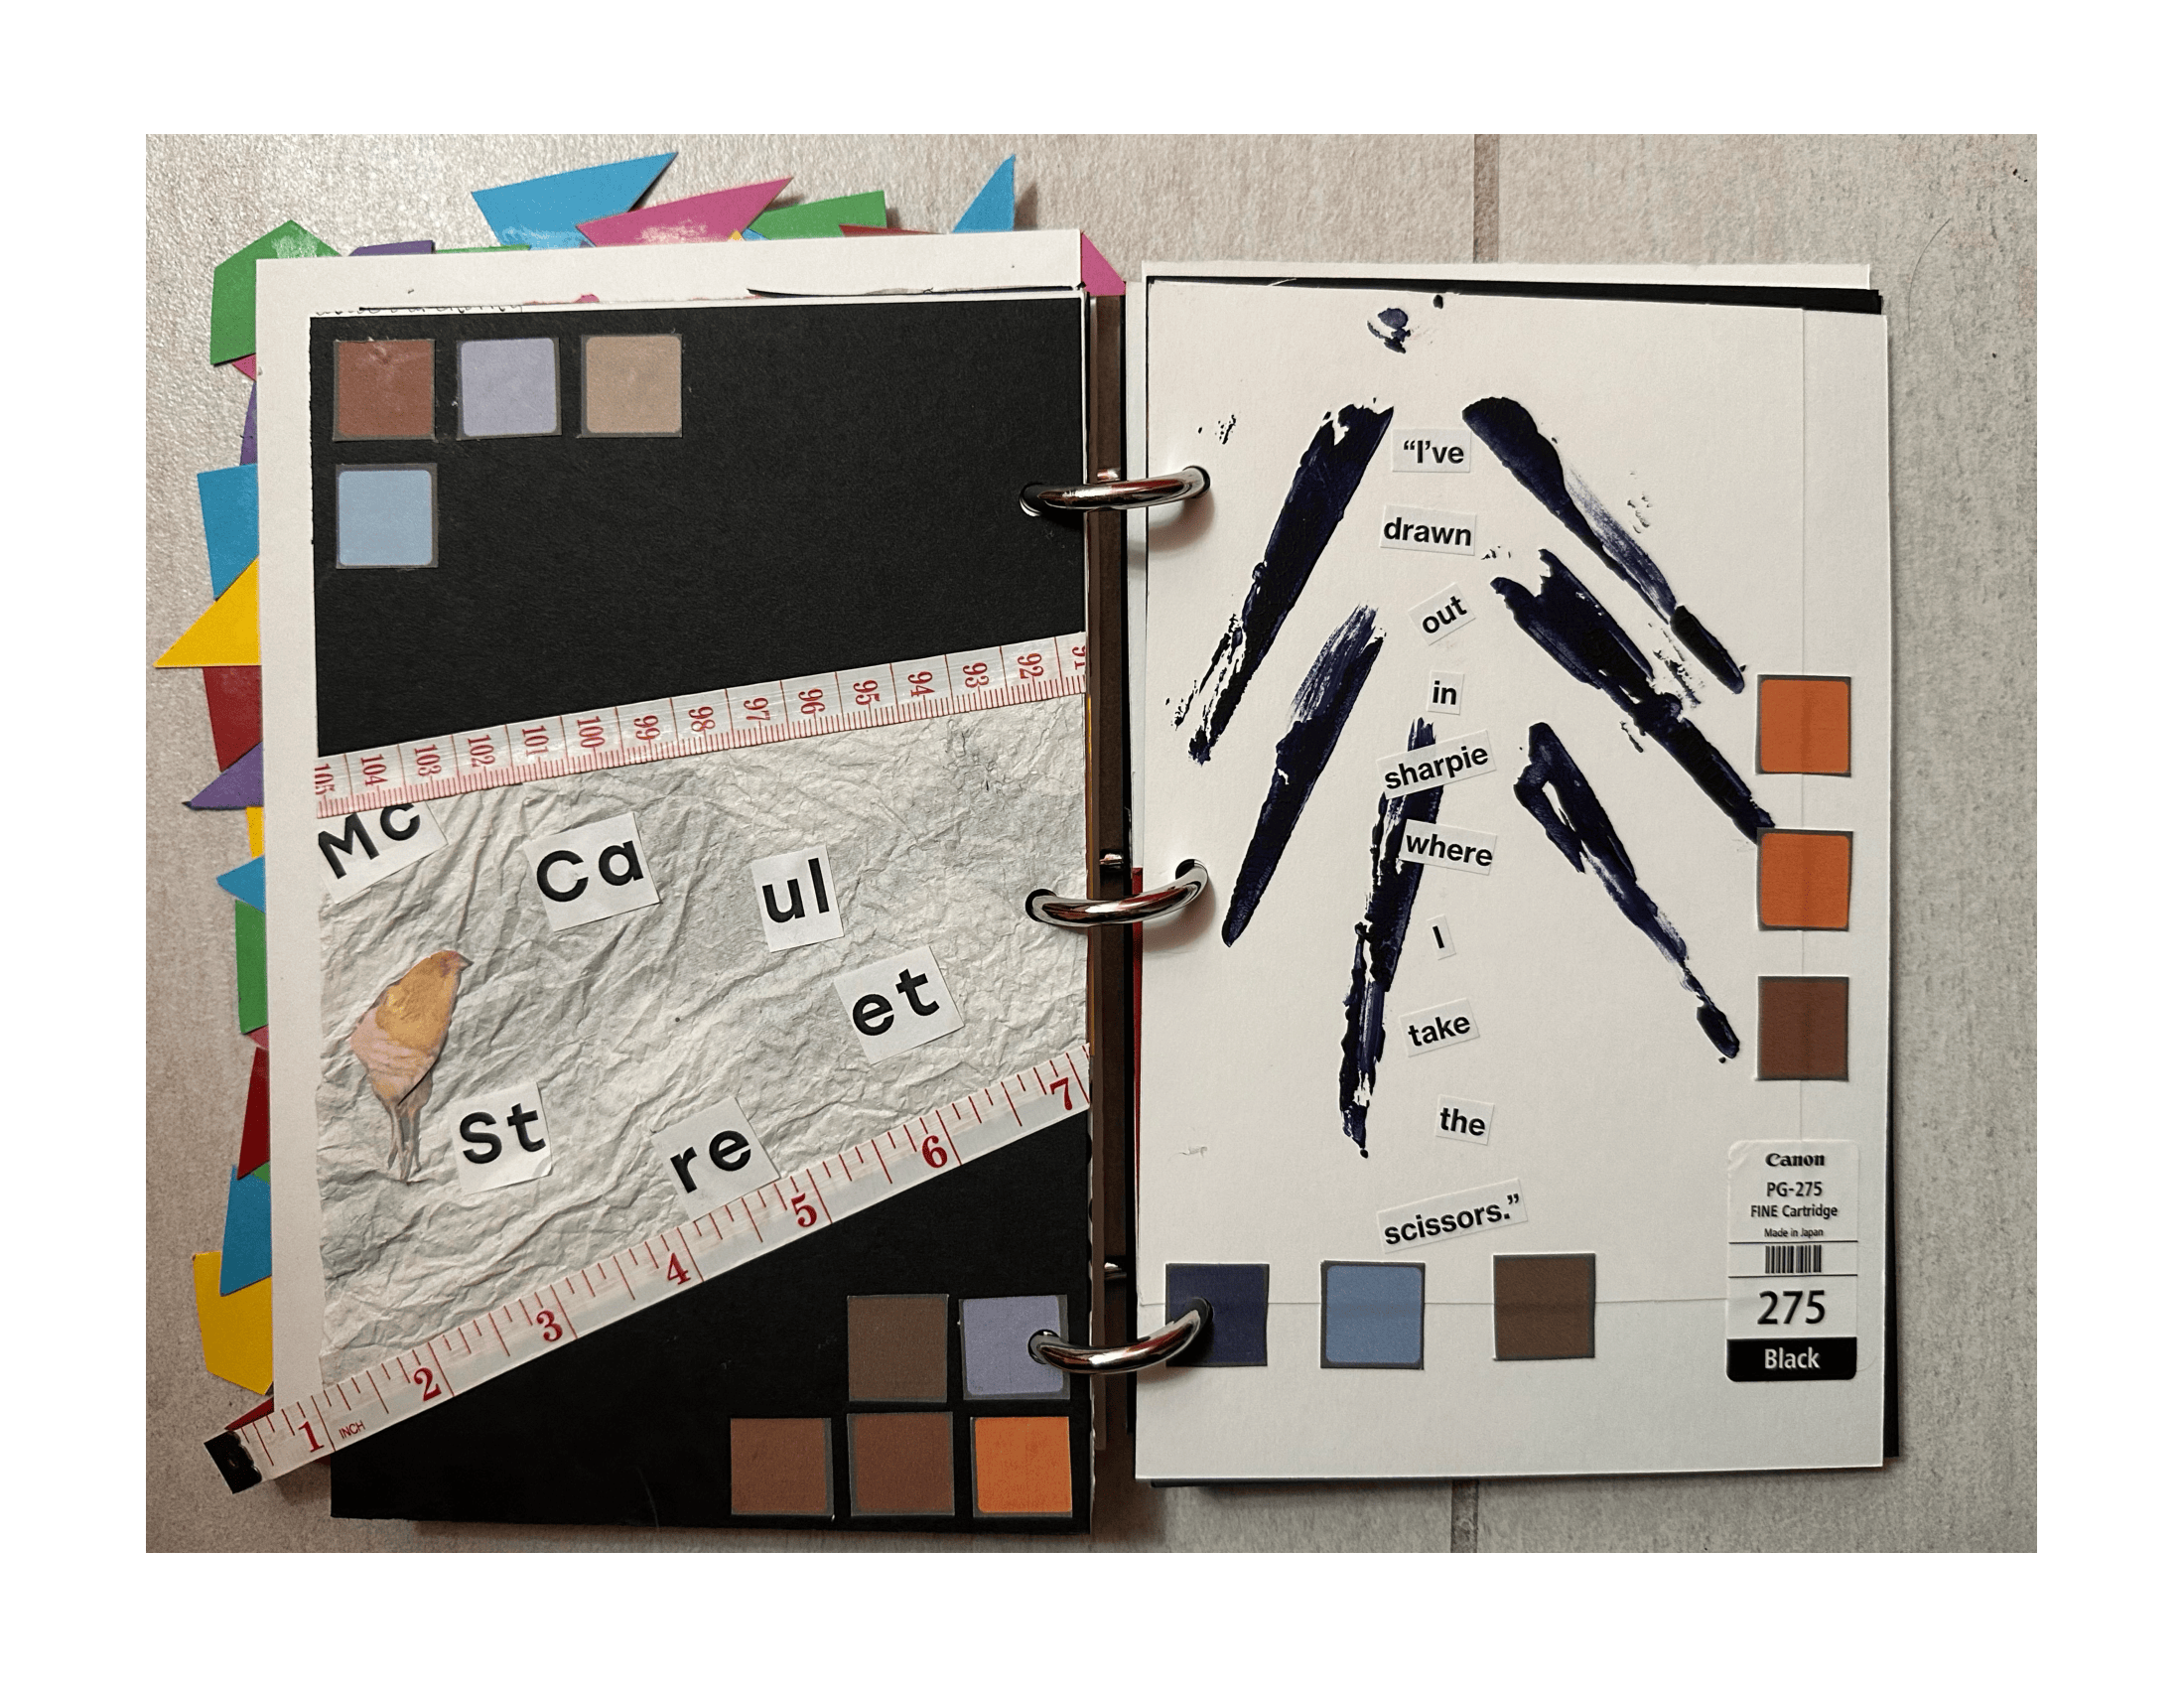 105 104 103 102 101 100 99 98 97 96 95 94 93 92 91
Mc
Ca
ul
et
St
re
1 INCH 2 3 4 5 6 7
“I’ve
drawn
out
in
sharpie
where
I
take
the
scissors.”
Canon
PG-275
FINE Cartridge
Made in Japan
275
Black